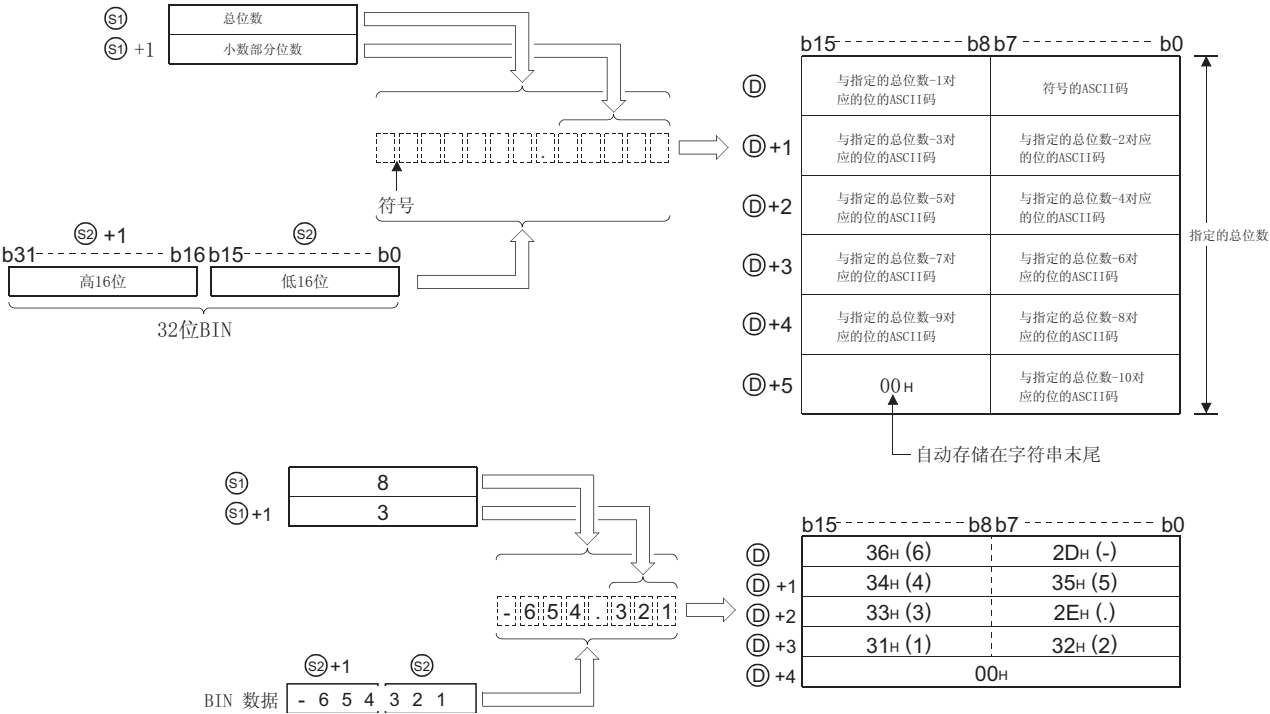 S1 总位数
S1 +1 小数部分位数
符号
S2 +1 S2
b31 b16 b15 b0
高16位 低16位
32位BIN
b15 b8 b7 b0
D 与指定的总位数-1对 符号的ASCII码
应的位的ASCII码
D+1 与指定的总位数-3对 与指定的总位数-2对应
应的位的ASCII码 的位的ASCII码
D+2 与指定的总位数-5对 与指定的总位数-4对应
应的位的ASCII码 的位的ASCII码
D+3 与指定的总位数-7对 与指定的总位数-6对
应的位的ASCII码 应的位的ASCII码
D+4 与指定的总位数-9对 与指定的总位数-8对
应的位的ASCII码 应的位的ASCII码
D+5 00H 与指定的总位数-10对
应的位的ASCII码
指定的总位数
自动存储在字符串末尾
S1 8
S1+1 3
-654.321
S2+1 S2
BIN 数据 - 6 5 4 3 2 1
b15 b8 b7 b0
D 36H (6) 2DH (-)
D +1 34H (4) 35H (5)
D +2 33H (3) 2EH (.)
D +3 31H (1) 32H (2)
D +4 00H